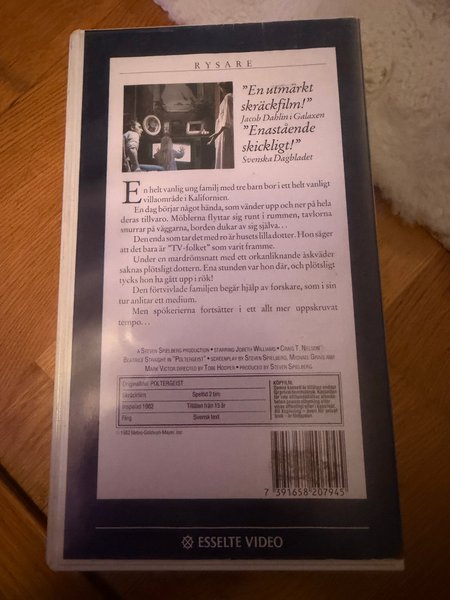 RYSARE
"En utmärkt
skräckfilm!"
Jacob Dahlin i Galaxen
"Enastående
skickligt!"
Svenska Dagbladet
En helt vanlig ung familj med tre barn bor i ett helt vanligt
villaområde i Kalifornien.
En dag börjar något hända, som vänder upp och ner på hela
deras tillvaro. Möblerna flyttar sig runt i rummen, tavlorna
snurrar på väggarna, borden dukar av sig själva...
Den enda som tar det med ro är husets lilla dotter. Hon säger
att det bara är "TV-folket" som varit framme.
Under en mardrömsnatt med ett orkanliknande åskväder
saknas plötsligt dottern. Ena stunden var hon där, och plötsligt
tycks hon ha gått upp i rök!
Den förtvivlade familjen begär hjälp av forskare, som i sin
tur anlitar ett medium.
Men spökerierna fortsätter i ett allt mer uppskruvat
tempo...
A STEVEN SPIELBERG PRODUCTION • STARRING JOBETH WILLIAMS • CRAIG T. NELSON
BEATRICE STRAIGHT IN "POLTERGEIST" • SCREENPLAY BY STEVEN SPIELBERG, MICHAEL GRAIS AND
MARK VICTOR DIRECTED BY TOBE HOOPER • PRODUCED BY STEVEN SPIELBERG
Originaltitel: POLTERGEIST
Skräckfilm Speltid 2 tim
Inspelad 1982 Tillåten från 15 år
Färg Svensk text
© 1982 Metro-Goldwyn-Mayer, Inc
KÖPFILM.
7 391658 207945
ESSELTE VIDEO